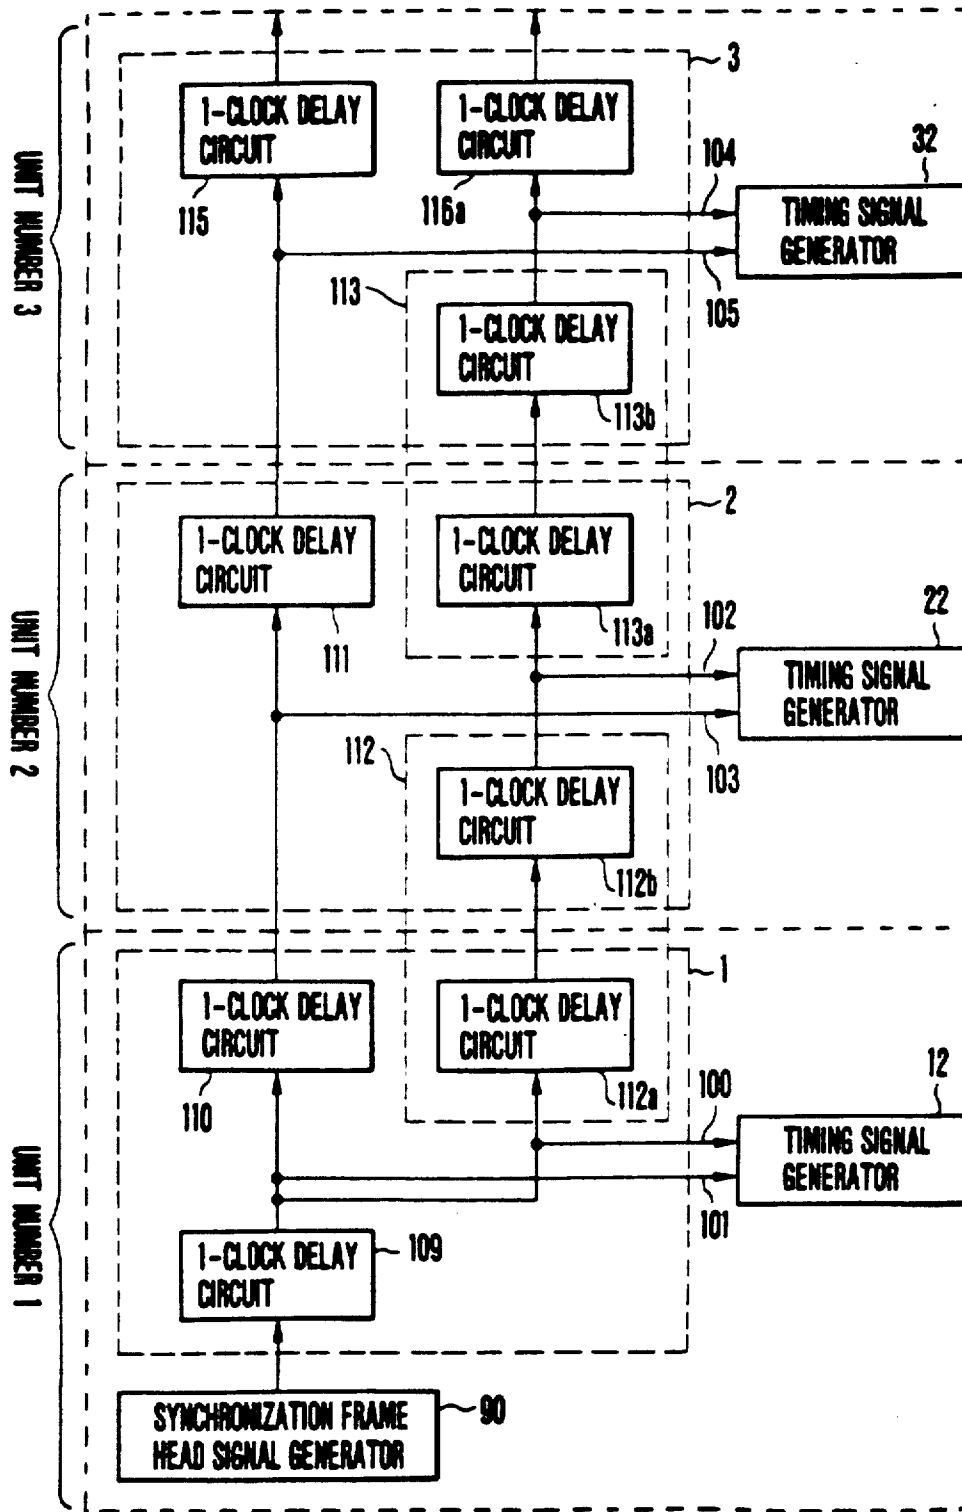 3
1-CLOCK DELAY
CIRCUIT
115
1-CLOCK DELAY
CIRCUIT
116a
104
32
TIMING SIGNAL
GENERATOR
105
UNIT NUMBER 3
113
1-CLOCK DELAY
CIRCUIT
113b
2
1-CLOCK DELAY
CIRCUIT
111
1-CLOCK DELAY
CIRCUIT
113a
102
22
TIMING SIGNAL
GENERATOR
103
UNIT NUMBER 2
112
1-CLOCK DELAY
CIRCUIT
112b
1
1-CLOCK DELAY
CIRCUIT
110
1-CLOCK DELAY
CIRCUIT
112a
100
12
TIMING SIGNAL
GENERATOR
101
UNIT NUMBER 1
1-CLOCK DELAY
CIRCUIT
109
SYNCHRONIZATION FRAME
HEAD SIGNAL GENERATOR
90